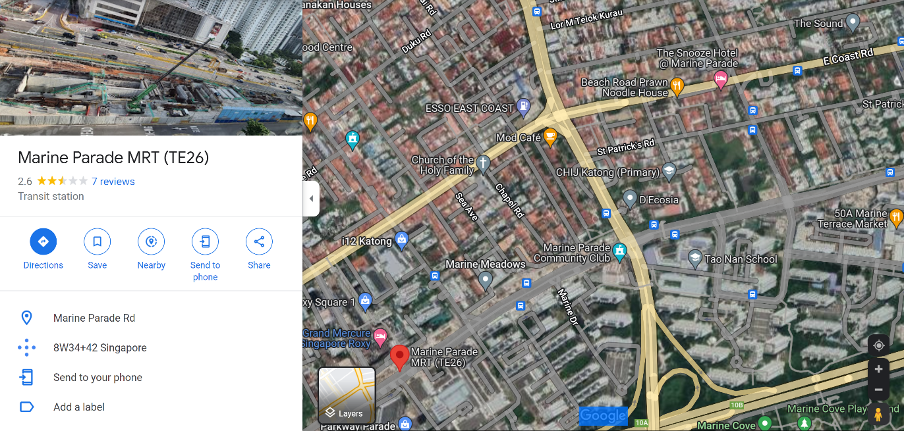 Marine Parade MRT (TE26)
2.6
7 reviews
Transit station
Directions
Save
Nearby
Send to
phone
Share
Marine Parade Rd
8W34+42 Singapore
Send to your phone
Add a label
anakan Houses
ood Centre
Duku Rd
Lor M Telok Kurau
The Sound
The Snooze Hotel
@ Marine Parade
E Coast Rd
Beach Road Prawn
Noodle House
ESSO EAST COAST
St Patrick
Mod Café
St Patrick's Rd
Church of the
Holy Family
CHIJ Katong (Primary)
Chapel Rd
Sea Ave
D'Ecosia
50A Marine
Terrace Market
i12 Katong
Marine Parade
Community Club
Tao Nan School
Marine Meadows
Marine Dr
xy Square 1
Grand Mercure
Singapore Roxy
Marine Parade
MRT (TE26)
Layers
Google
10A
10B
Parkway Parade
Marine Cove
Marine Cove Play
nd